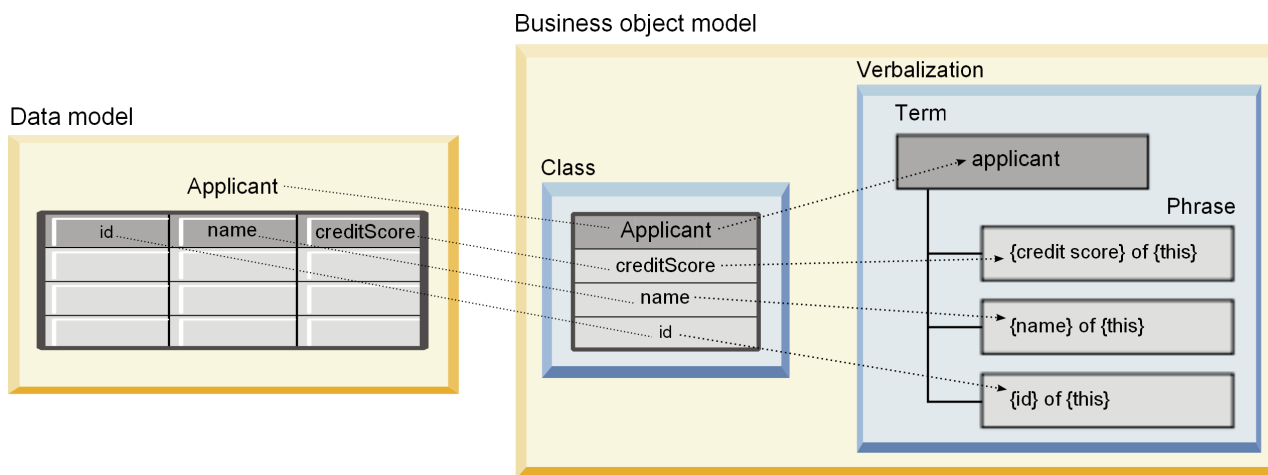 Business object model
Verbalization
Data model
Term
applicant
Class
Applicant
Phrase
id
name
creditScore
Applicant
creditScore
name
id
{credit score} of {this}
{name} of {this}
{id} of {this}